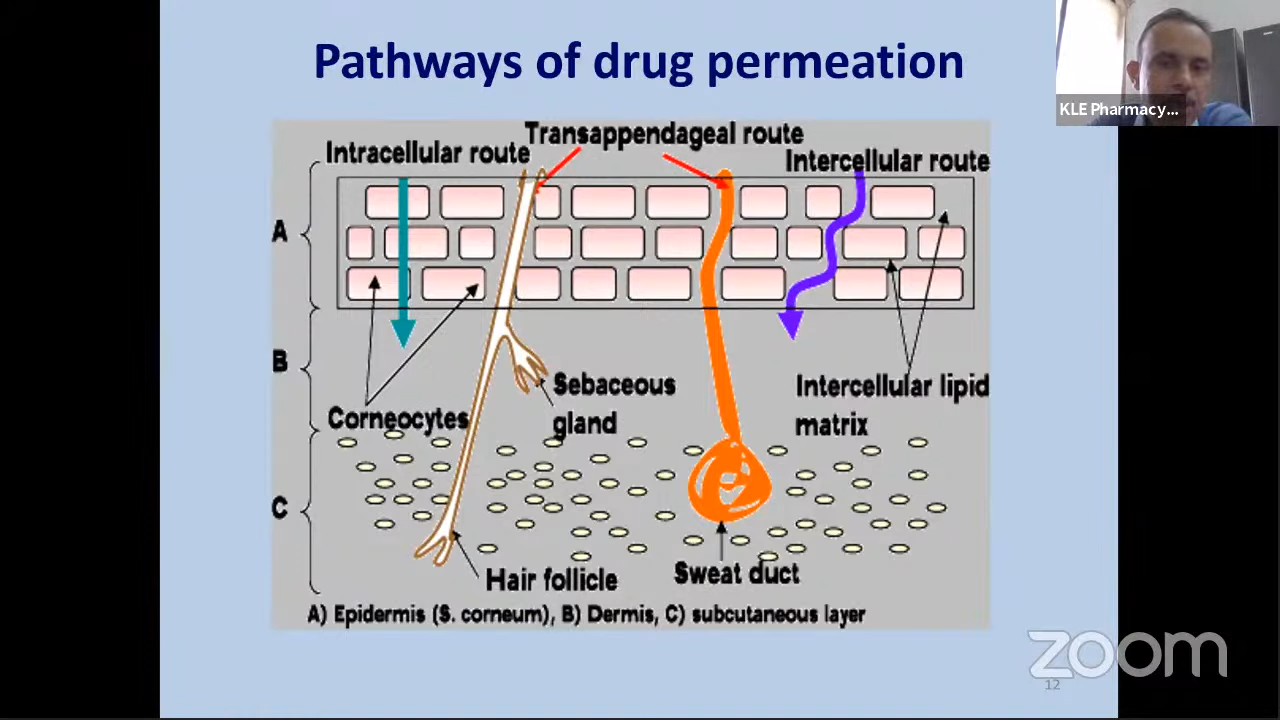 Pathways of drug permeation
KLE Pharmacy...
Transappendageal route
Intracellular route
Intercellular route
A
B
Sebaceous
gland
Intercellular lipid
matrix
Corneocytes
C
Hair follicle
Sweat duct
A) Epidermis (S. corneum), B) Dermis, C) subcutaneous layer
zoom
12